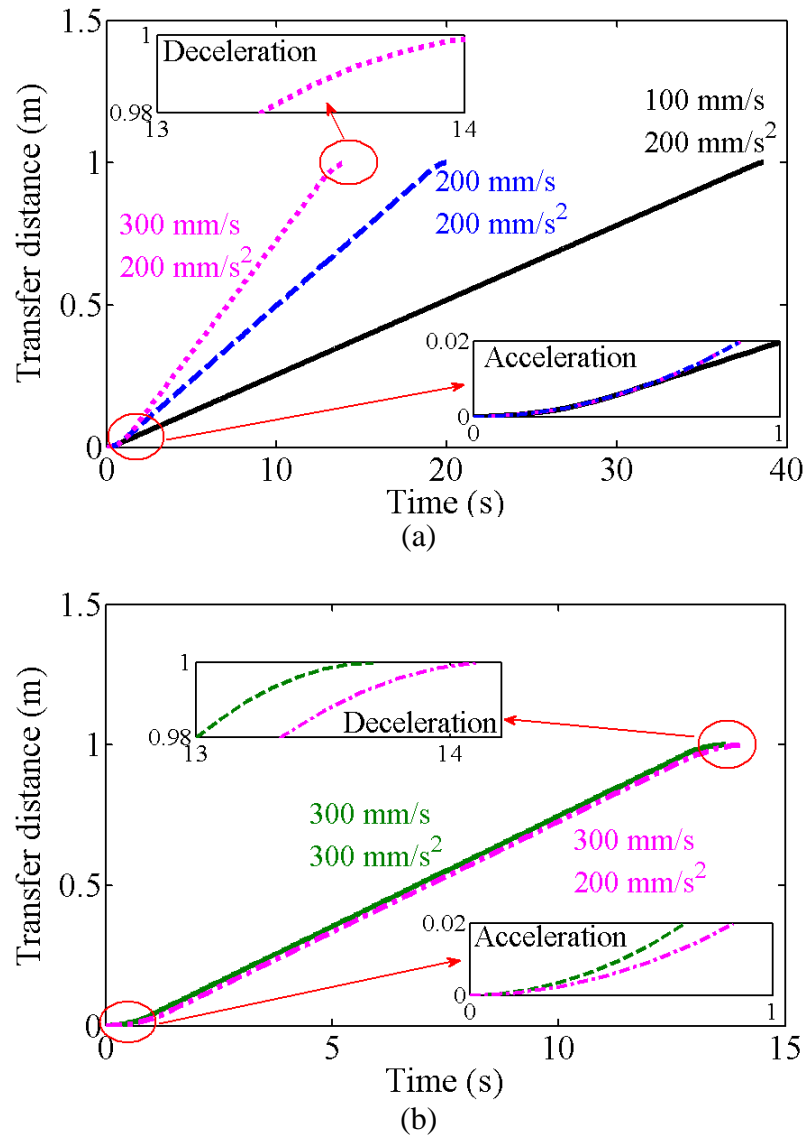 1.5
1
Deceleration
0.98
13
14
100 mm/s
200 mm/s²
1
200 mm/s
200 mm/s²
300 mm/s
200 mm/s²
Transfer distance (m)
0.5
0.02
Acceleration
0
0
1
0
0
10
20
30
40
Time (s)
(a)
1.5
1
0.98
Deceleration
13
14
1
300 mm/s
300 mm/s²
300 mm/s
200 mm/s²
Transfer distance (m)
0.5
0.02
Acceleration
0
0
1
0
0
5
10
15
Time (s)
(b)